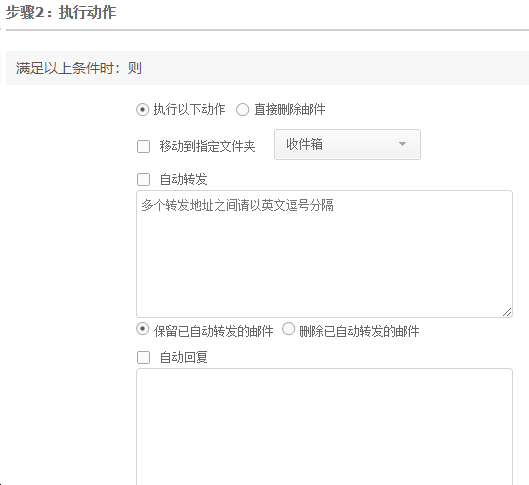 步骤2：执行动作
满足以上条件时：则
执行以下动作 直接删除邮件
移动到指定文件夹 收件箱
自动转发
多个转发地址之间请以英文逗号分隔
保留已自动转发的邮件 删除已自动转发的邮件
自动回复